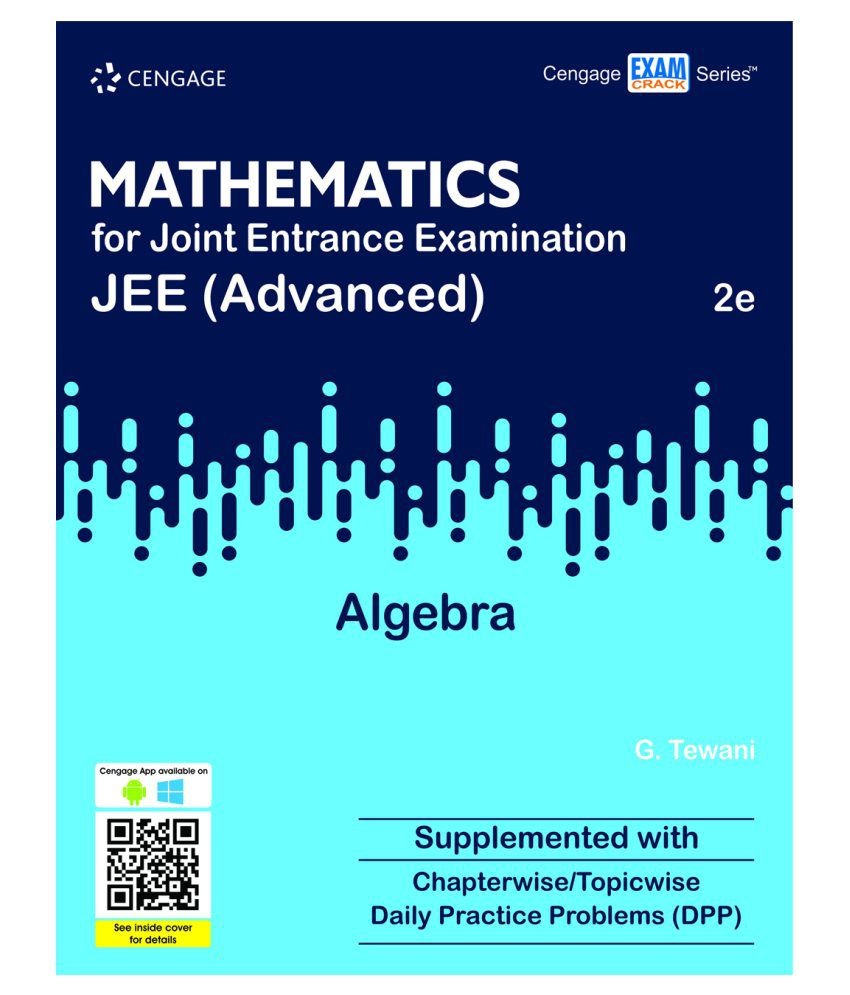 CENGAGE
Cengage EXAM CRACK Series™
MATHEMATICS
for Joint Entrance Examination
JEE (Advanced) 2e
Algebra
G. Tewani
Cengage App available on
See inside cover
for details
Supplemented with
Chapterwise/Topicwise
Daily Practice Problems (DPP)